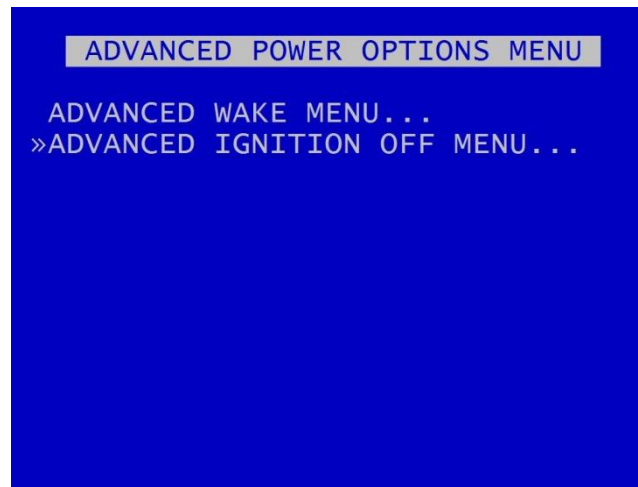 ADVANCED POWER OPTIONS MENU
ADVANCED WAKE MENU...
»ADVANCED IGNITION OFF MENU...